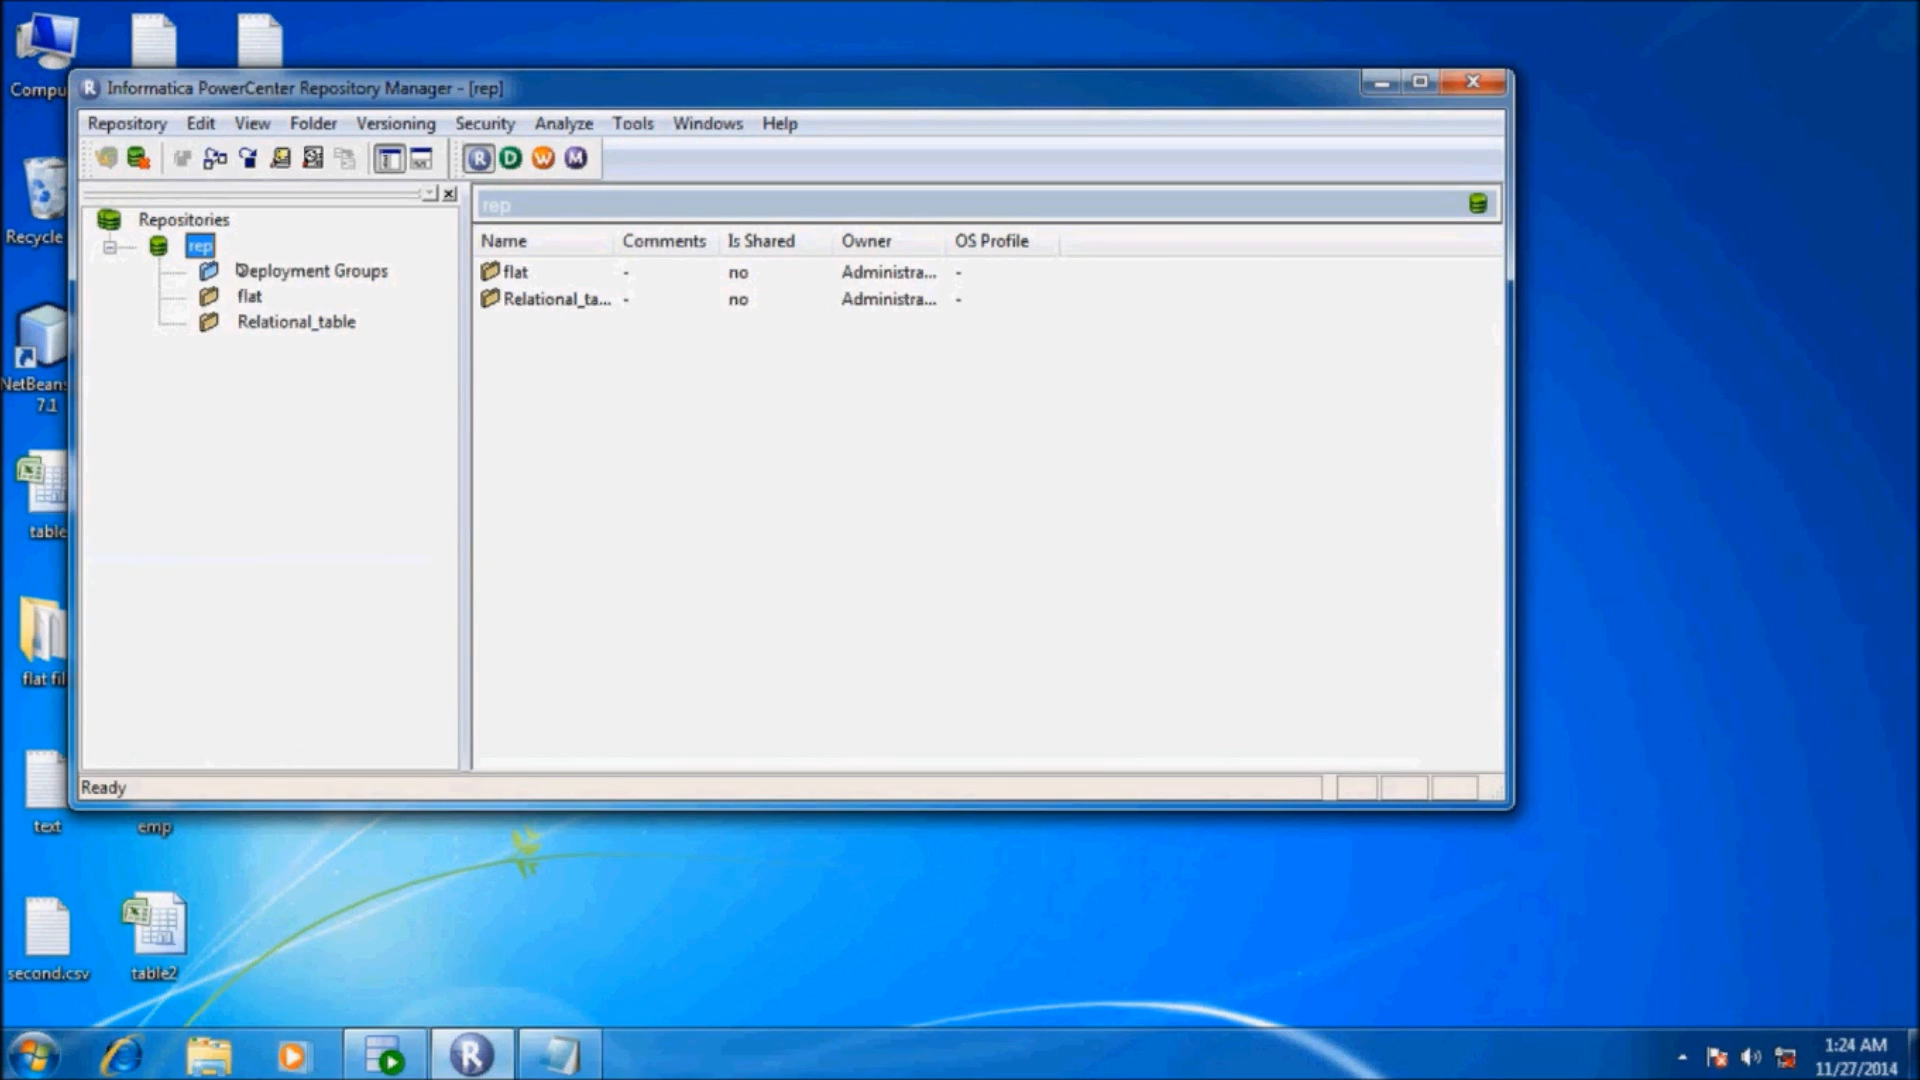 Compu
Informatica PowerCenter Repository Manager - [rep]
Repository Edit View Folder Versioning Security Analyze Tools Windows Help
R D W M
rep
Repositories
rep
Deployment Groups
flat
Relational_table
Name Comments Is Shared Owner OS Profile
flat - no Administra... -
Relational_ta... - no Administra... -
Recycle
NetBeans
7.1
table
flat fil
Ready
text
emp
second.csv
table2
R
1:24 AM
11/27/2014